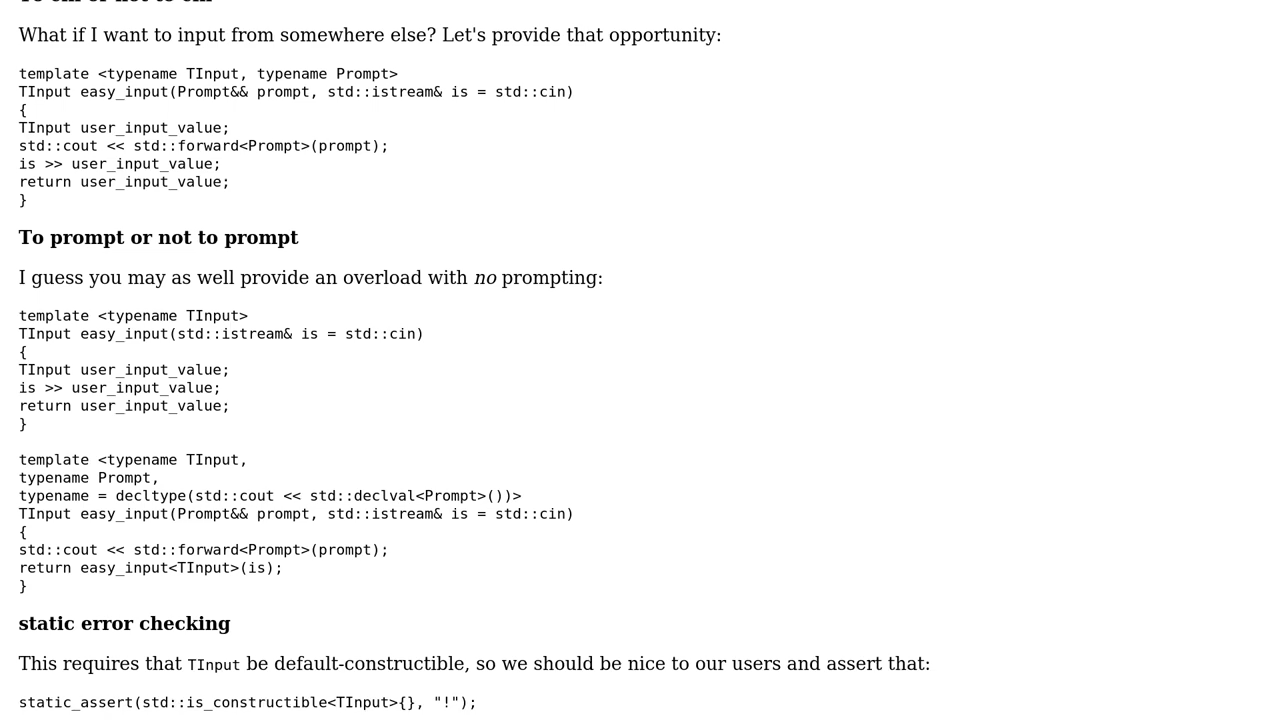 What if I want to input from somewhere else? Let's provide that opportunity:
template <typename TInput, typename Prompt>
TInput easy_input(Prompt&& prompt, std::istream& is = std::cin)
{
TInput user_input_value;
std::cout << std::forward<Prompt>(prompt);
is >> user_input_value;
return user_input_value;
}
To prompt or not to prompt
I guess you may as well provide an overload with no prompting:
template <typename TInput>
TInput easy_input(std::istream& is = std::cin)
{
TInput user_input_value;
is >> user_input_value;
return user_input_value;
}
template <typename TInput,
typename Prompt,
typename = decltype(std::cout << std::declval<Prompt>())>
TInput easy_input(Prompt&& prompt, std::istream& is = std::cin)
{
std::cout << std::forward<Prompt>(prompt);
return easy_input<TInput>(is);
}
static error checking
This requires that TInput be default-constructible, so we should be nice to our users and assert that:
static_assert(std::is_constructible<TInput>{}, "!");